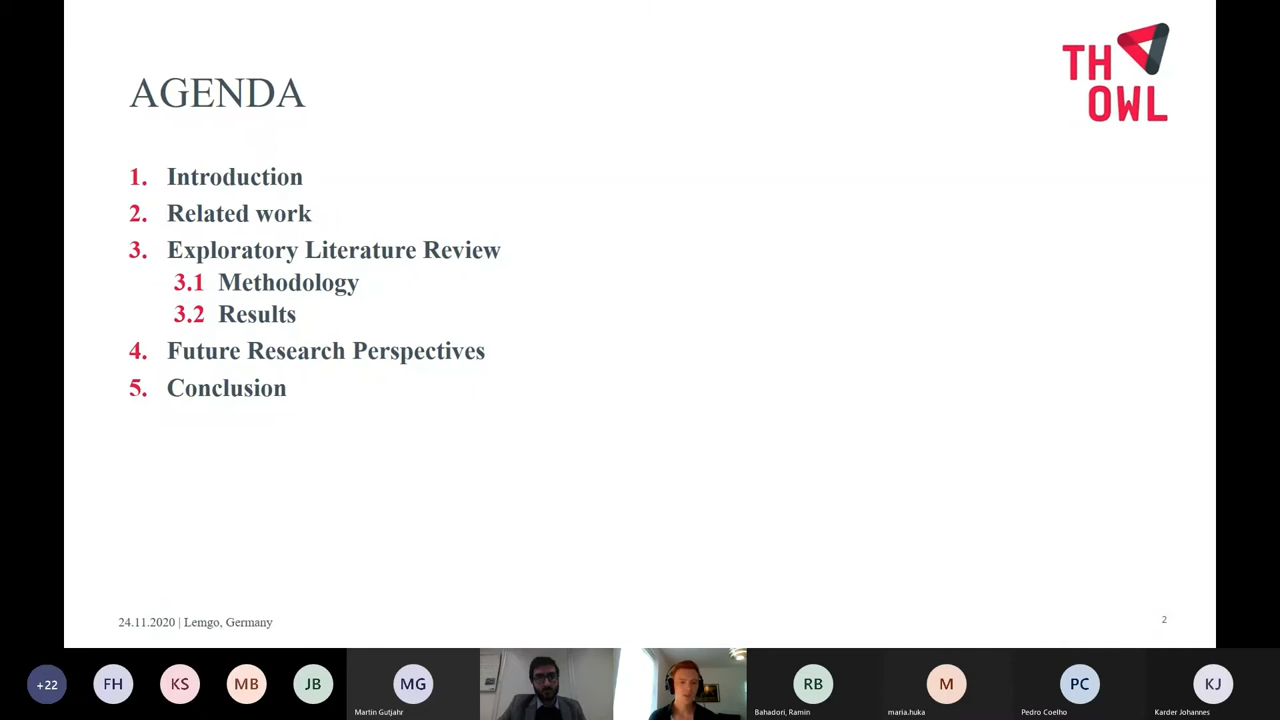 AGENDA
TH
OWL
1. Introduction
2. Related work
3. Exploratory Literature Review
3.1 Methodology
3.2 Results
4. Future Research Perspectives
5. Conclusion
24.11.2020 | Lemgo, Germany
2
+22
FH
KS
MB
JB
MG
Martin Gutjahr
RB
Bahadori, Ramin
M
maria.huka
PC
Pedro Coelho
KJ
Karder Johannes